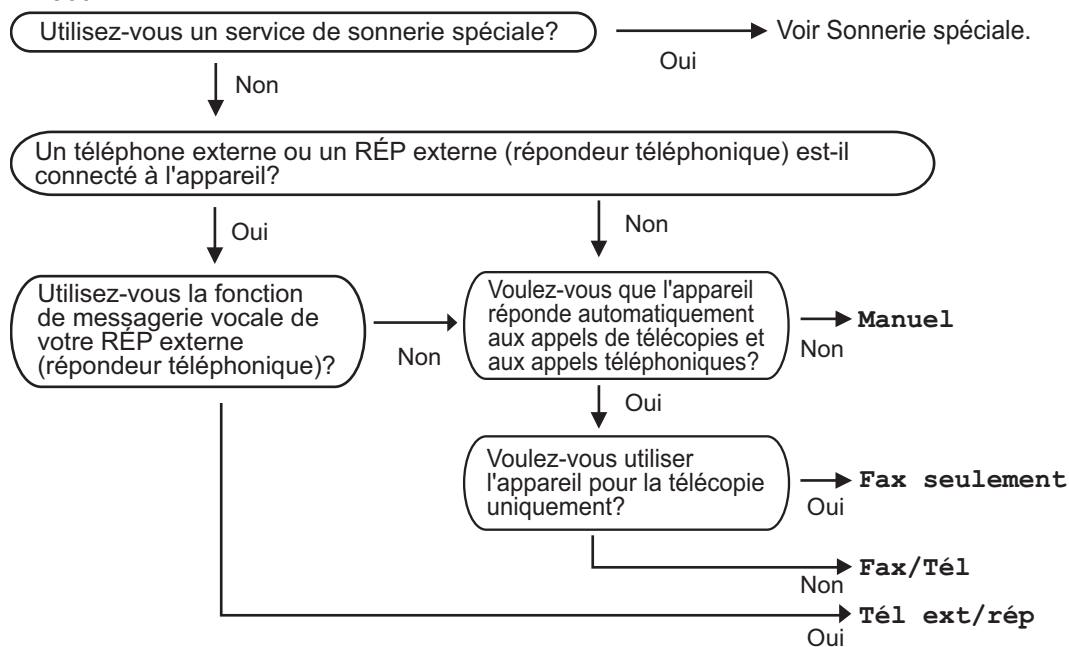 Utilisez-vous un service de sonnerie spéciale?
Voir Sonnerie spéciale.
Oui
Non
Un téléphone externe ou un RÉP externe (répondeur téléphonique) est-il
connecté à l'appareil?
Oui
Non
Utilisez-vous la fonction
de messagerie vocale de
votre RÉP externe
(répondeur téléphonique)?
Non
Voulez-vous que l'appareil
réponde automatiquement
aux appels de télécopies et
aux appels téléphoniques?
Manuel
Non
Oui
Voulez-vous utiliser
l'appareil pour la télécopie
uniquement?
Fax seulement
Oui
Fax/Tél
Non
Tél ext/rép
Oui